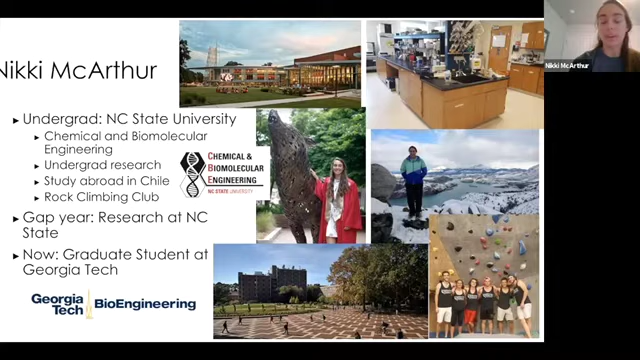 Nikki McArthur
Undergrad: NC State University
Chemical and Biomolecular
Engineering
Undergrad research
Study abroad in Chile
Rock Climbing Club
Gap year: Research at NC
State
Now: Graduate Student at
Georgia Tech
CHEMICAL &
BIOMOLECULAR
ENGINEERING
NC STATE UNIVERSITY
Georgia
Tech
BioEngineering
Nikki McArthur